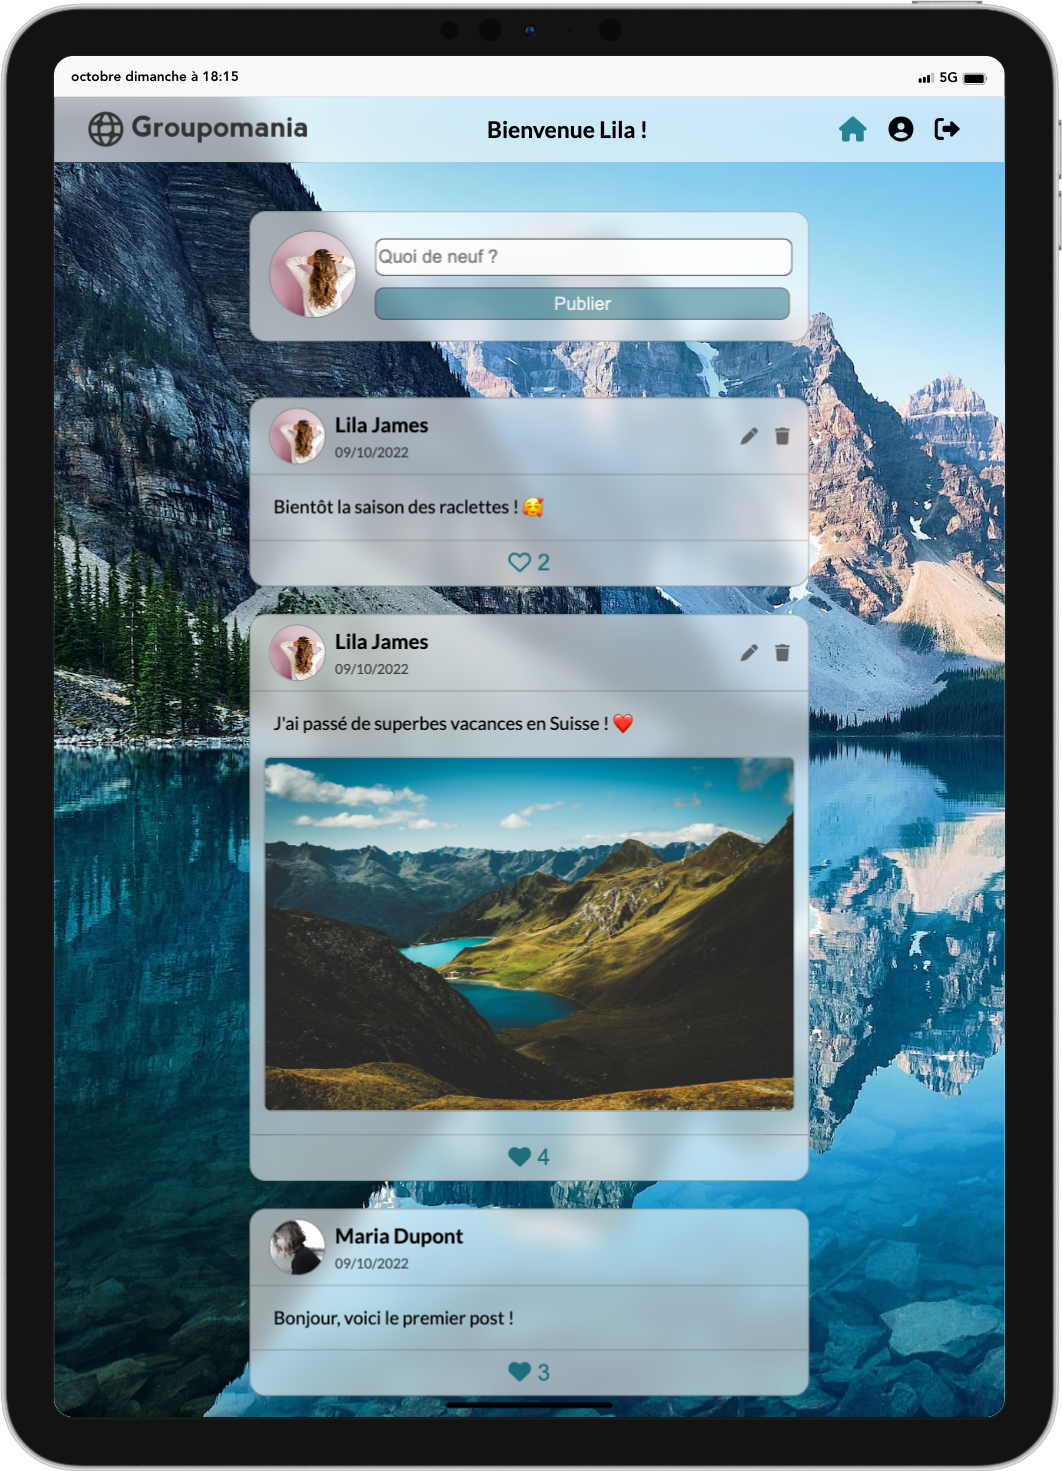 octobre dimanche à 18:15
5G
Groupomania
Bienvenue Lila !
Quoi de neuf ?
Publier
Lila James
09/10/2022
Bientôt la saison des raclettes ! 🥰
2
Lila James
09/10/2022
J'ai passé de superbes vacances en Suisse ! ❤️
4
Maria Dupont
09/10/2022
Bonjour, voici le premier post !
3